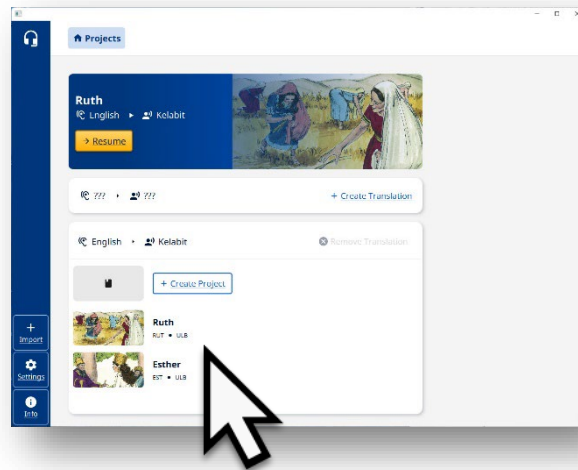 Projects
Ruth
English ▸ Kelabit
→ Resume
??? ▸ ???
+ Create Translation
English ▸ Kelabit
Remove Translation
+ Create Project
Ruth
RUT ▪ ULB
Esther
EST ▪ ULB
+
Import
Settings
Info